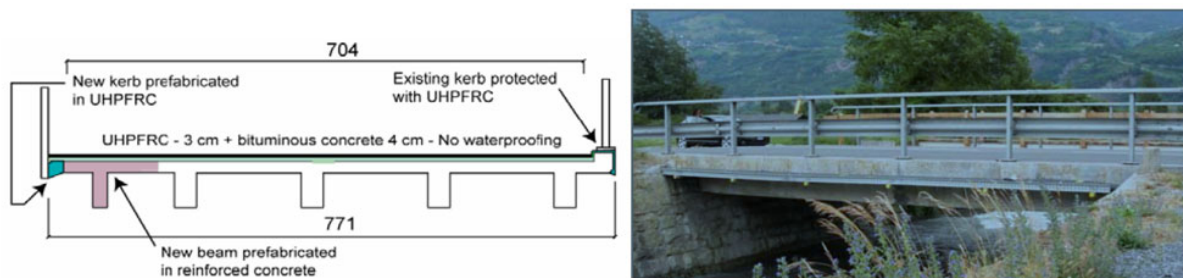 704
New kerb prefabricated
in UHPFRC
Existing kerb protected
with UHPFRC
UHPFRC - 3 cm + bituminous concrete 4 cm - No waterproofing
771
New beam prefabricated
in reinforced concrete